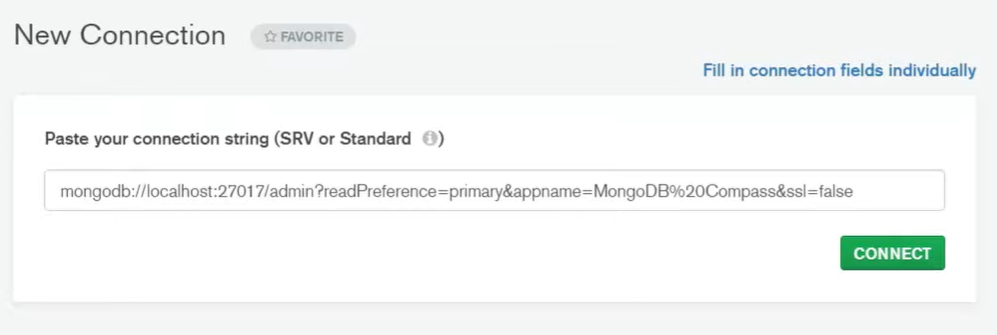 New Connection
FAVORITE
Fill in connection fields individually
Paste your connection string (SRV or Standard )
mongodb://localhost:27017/admin?readPreference=primary&appname=MongoDB%20Compass&ssl=false
CONNECT